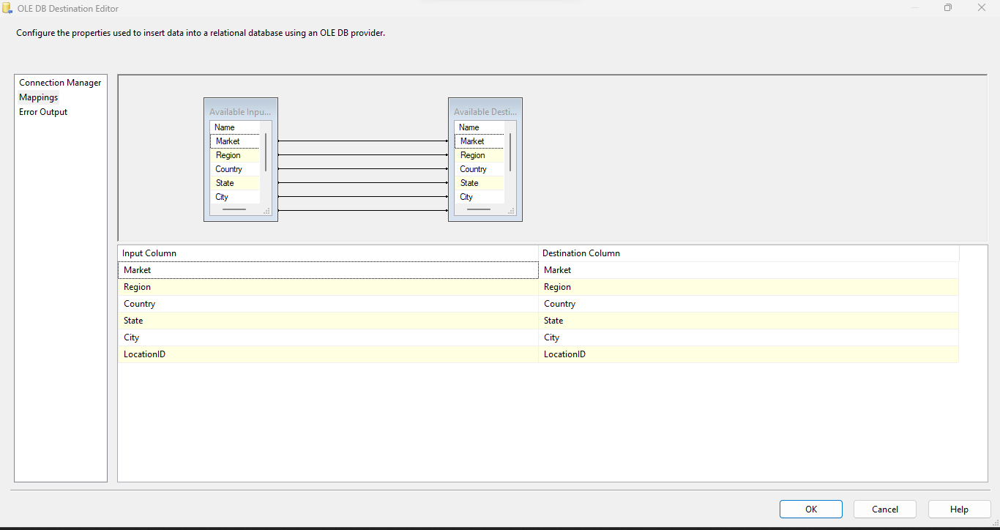 OLE DB Destination Editor
Configure the properties used to insert data into a relational database using an OLE DB provider.
Connection Manager
Mappings
Error Output
Available Inpu...
Name
Market
Region
Country
State
City
Available Desti...
Name
Market
Region
Country
State
City
Input Column Destination Column
Market Market
Region Region
Country Country
State State
City City
LocationID LocationID
OK Cancel Help